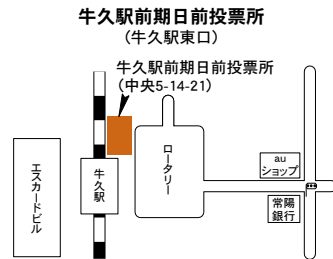 牛久駅前期日前投票所
(牛久駅東口)
牛久駅前期日前投票所
(中央5-14-21)
エスカードビル
牛久駅
ロータリー
au
ショップ
常陽
銀行